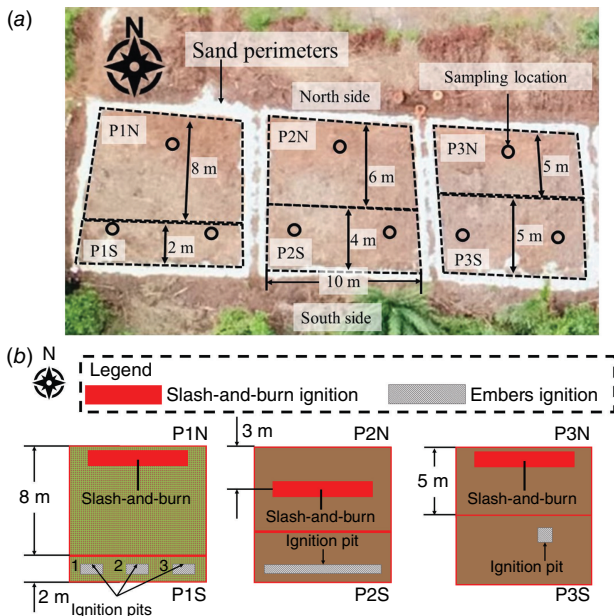 (a)
N
Sand perimeters
North side
Sampling location
P1N
P2N
P3N
8 m
6 m
5 m
P1S
2 m
P2S
4 m
5 m
P3S
10 m
South side
(b)
N
Legend
Slash-and-burn ignition
Embers ignition
3 m
P1N
P2N
P3N
8 m
5 m
Slash-and-burn
Slash-and-burn
Slash-and-burn
Ignition pit
1
2
3
Ignition pit
2 m
P1S
P2S
P3S
Ignition pits